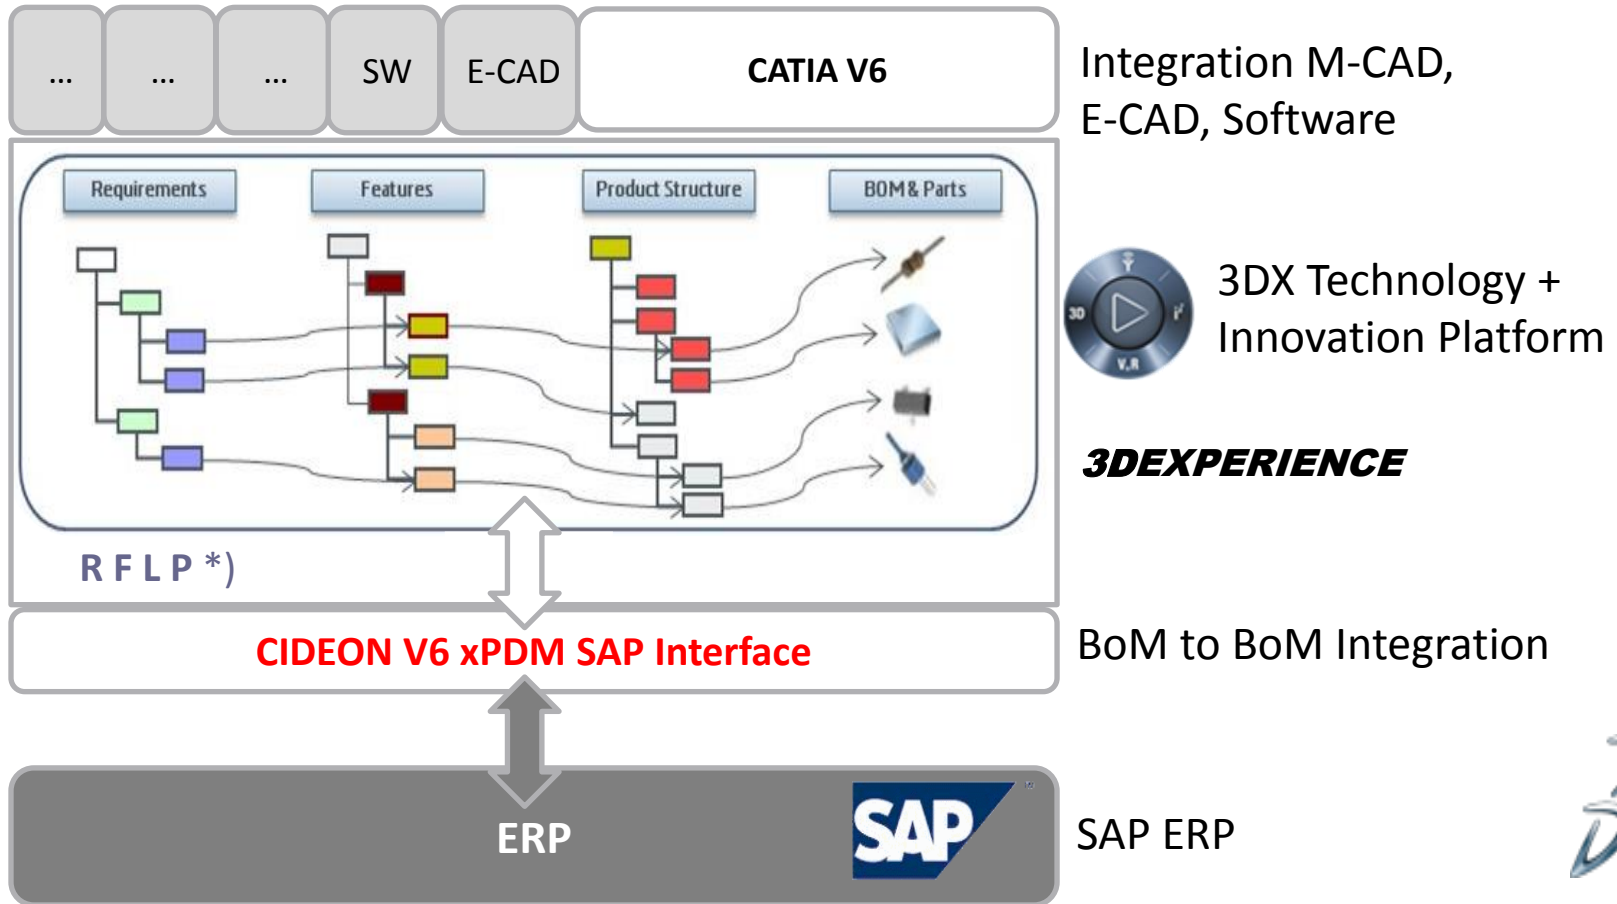 ...
...
...
SW
E-CAD
CATIA V6
Integration M-CAD,
E-CAD, Software
Requirements
Features
Product Structure
BOM & Parts
3D
V,R
3DX Technology +
Innovation Platform
3DEXPERIENCE
R F L P *)
CIDEON V6 xPDM SAP Interface
BoM to BoM Integration
ERP
SAP
SAP ERP